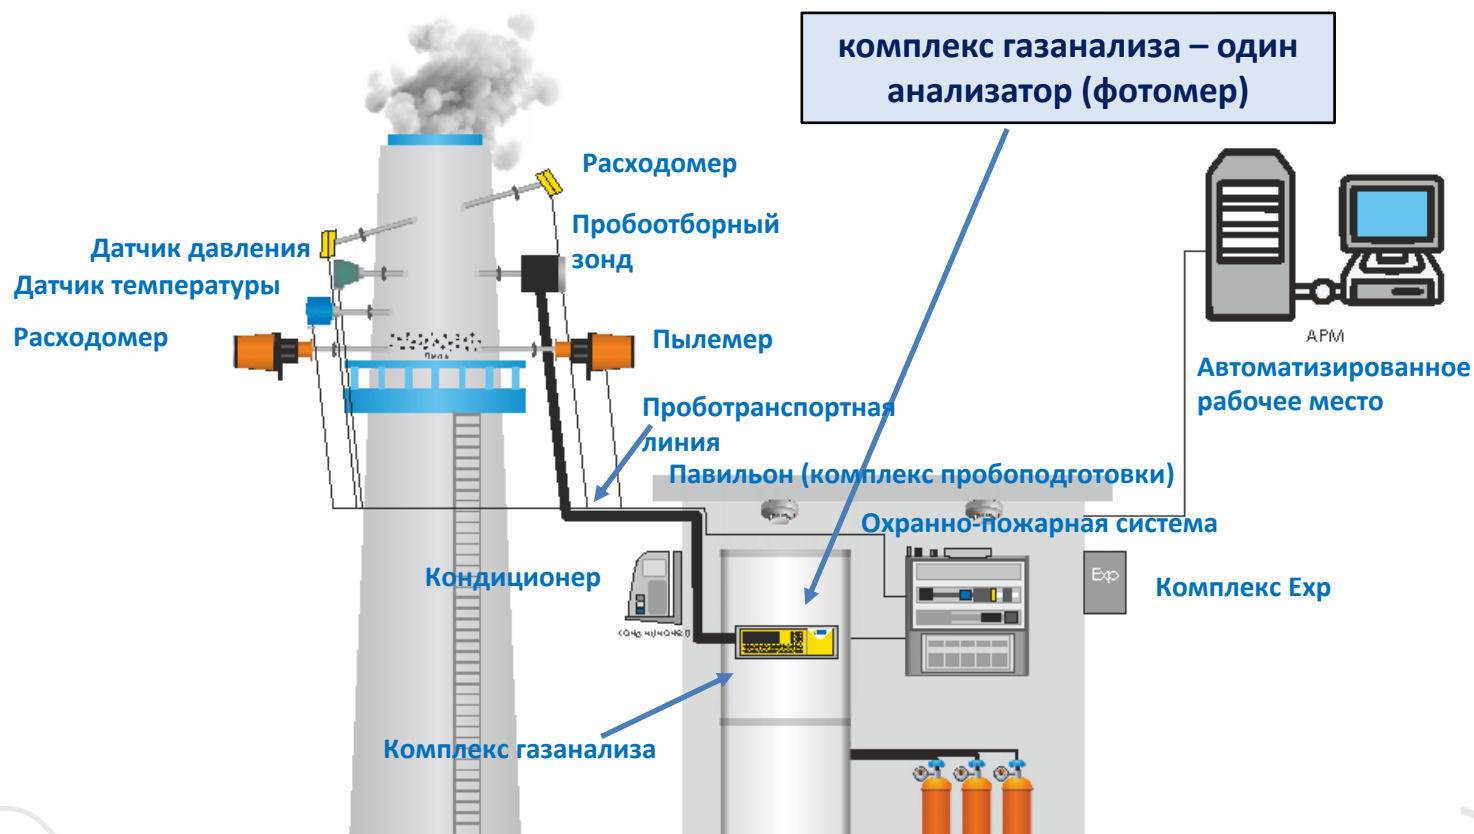 комплекс газанализа – один
анализатор (фотомер)
Расходомер
Пробоотборный
зонд
Датчик давления
Датчик температуры
Расходомер
Пылемер
АРМ
Автоматизированное
рабочее место
Проботранспортная
линия
Павильон (комплекс пробоподготовки)
Охранно-пожарная система
Кондиционер
Exp
Комплекс Exp
Комплекс газанализа